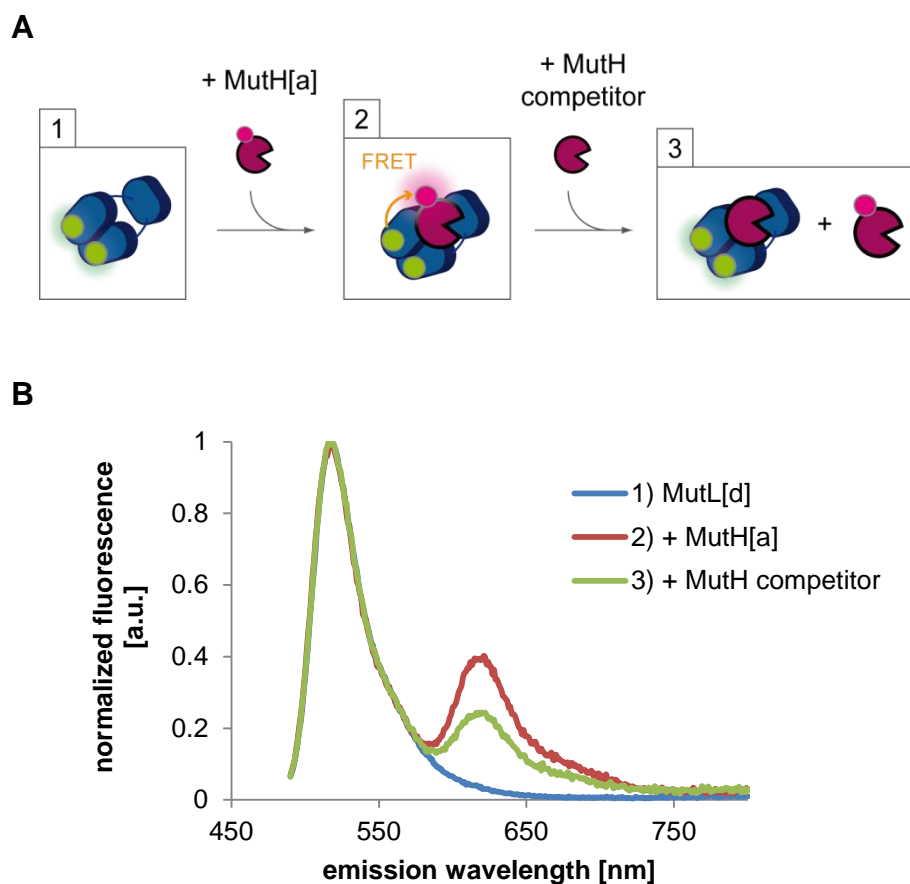 A
+ MutH[a]
+ MutH
competitor
1
2
3
FRET
+
B
normalized fluorescence
[a.u.]
1
0.8
0.6
0.4
0.2
0
450
550
650
750
emission wavelength [nm]
1) MutL[d]
2) + MutH[a]
3) + MutH competitor